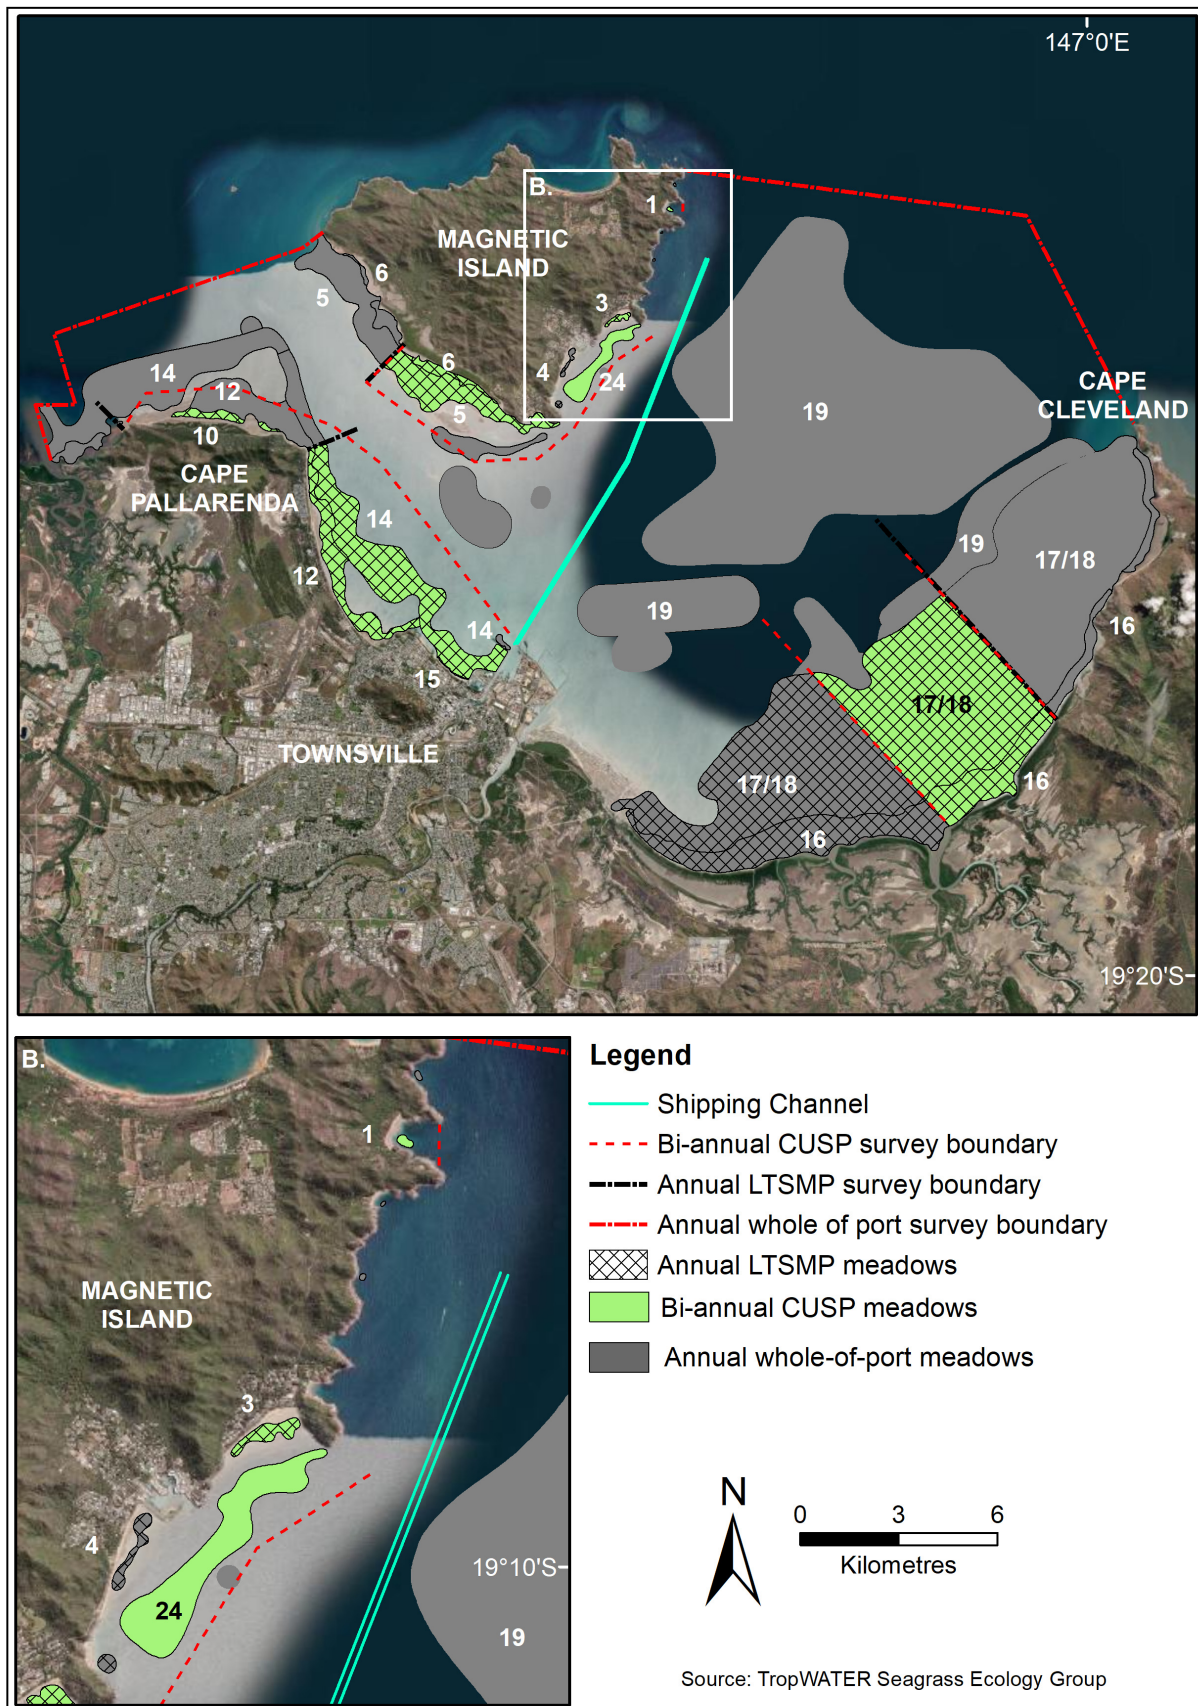 147°0'E
B.
1
MAGNETIC
ISLAND
6
5
3
4
6
24
14
12
5
10
CAPE
PALLARENDA
19
CAPE
CLEVELAND
14
19
17/18
12
19
16
14
15
17/18
TOWNSVILLE
17/18
16
16
19°20'S
B.
1
MAGNETIC
ISLAND
3
4
24
19°10'S
19
Legend
Shipping Channel
Bi-annual CUSP survey boundary
Annual LTSMP survey boundary
Annual whole of port survey boundary
Annual LTSMP meadows
Bi-annual CUSP meadows
Annual whole-of-port meadows
N
0 3 6
Kilometres
Source: TropWATER Seagrass Ecology Group